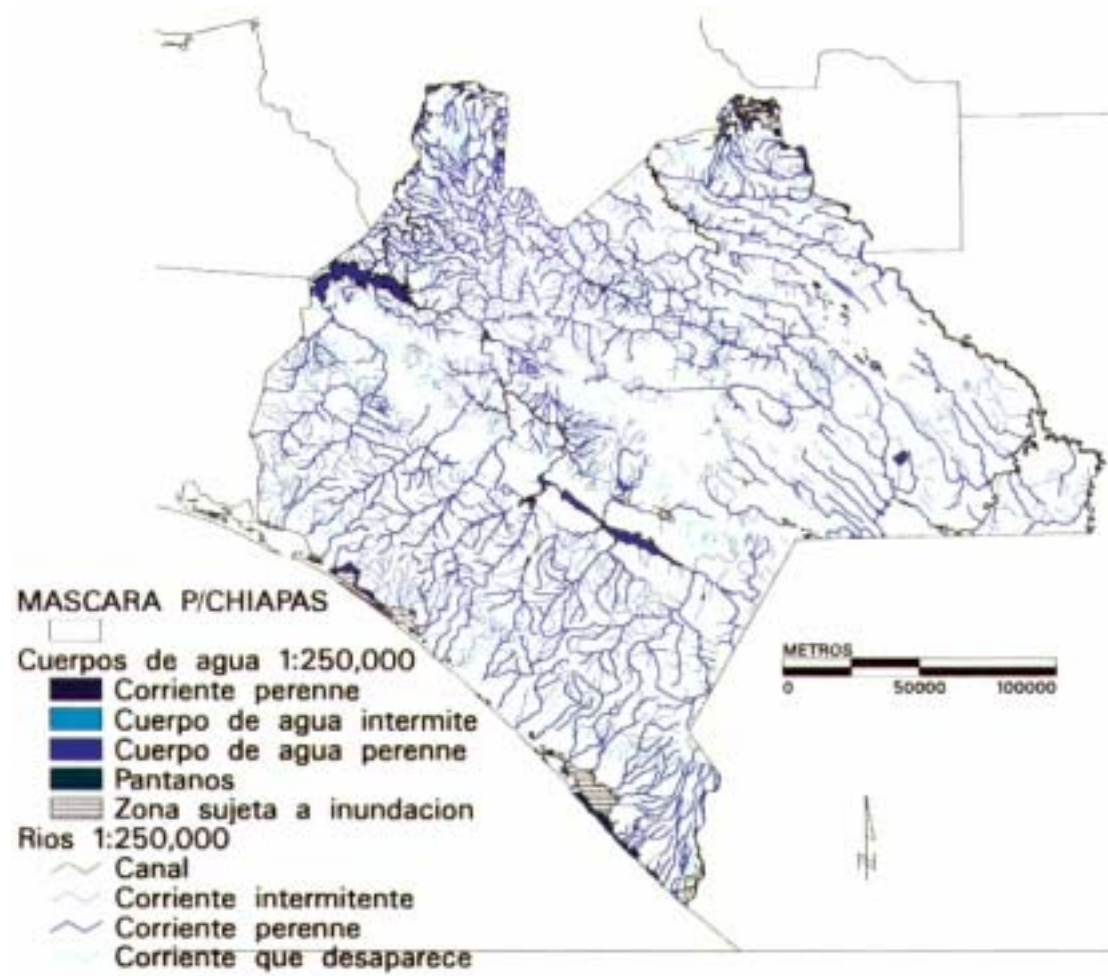 MASCARA P/CHIAPAS
Cuerpos de agua 1:250,000
Corriente perenne
Cuerpo de agua intermite
Cuerpo de agua perenne
Pantanos
Zona sujeta a inundacion
Rios 1:250,000
Canal
Corriente intermitente
Corriente perenne
Corriente que desaparece
METROS
0 50000 100000
N